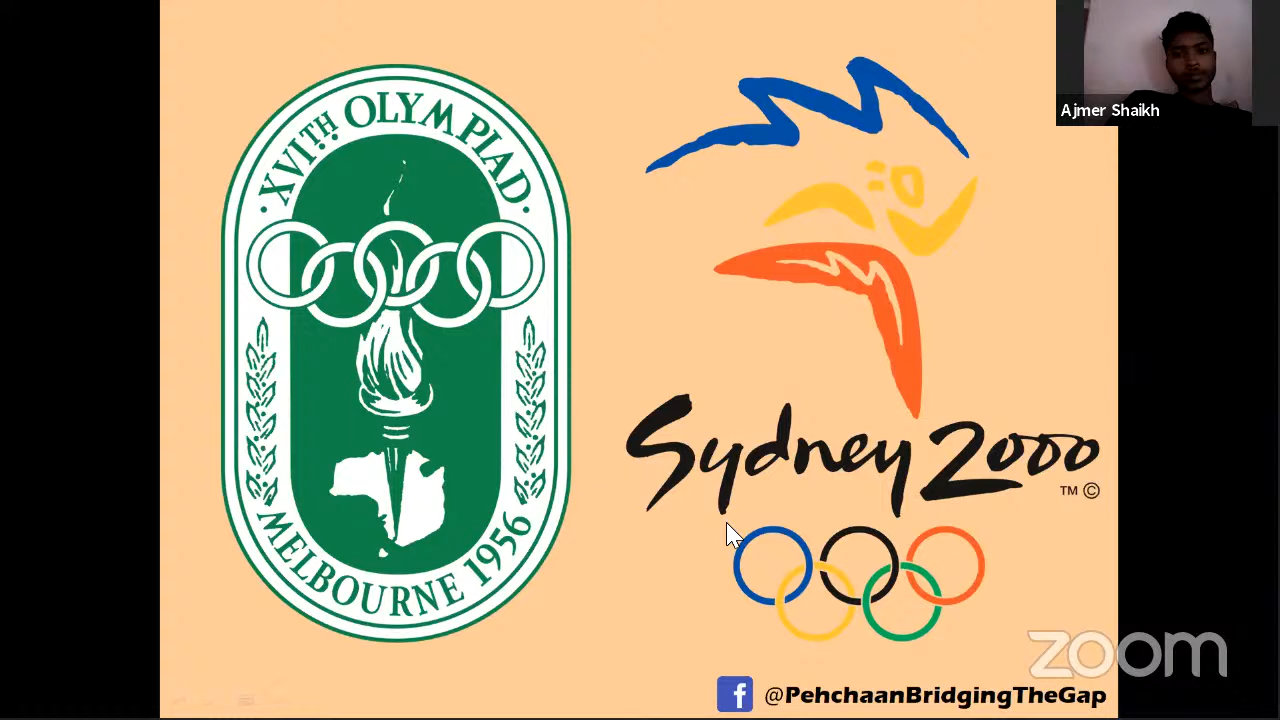 XVITH OLYMPIAD
MELBOURNE 1956
Sydney 2000
TM ©
Ajmer Shaikh
zoom
f @PehchaanBridgingTheGap